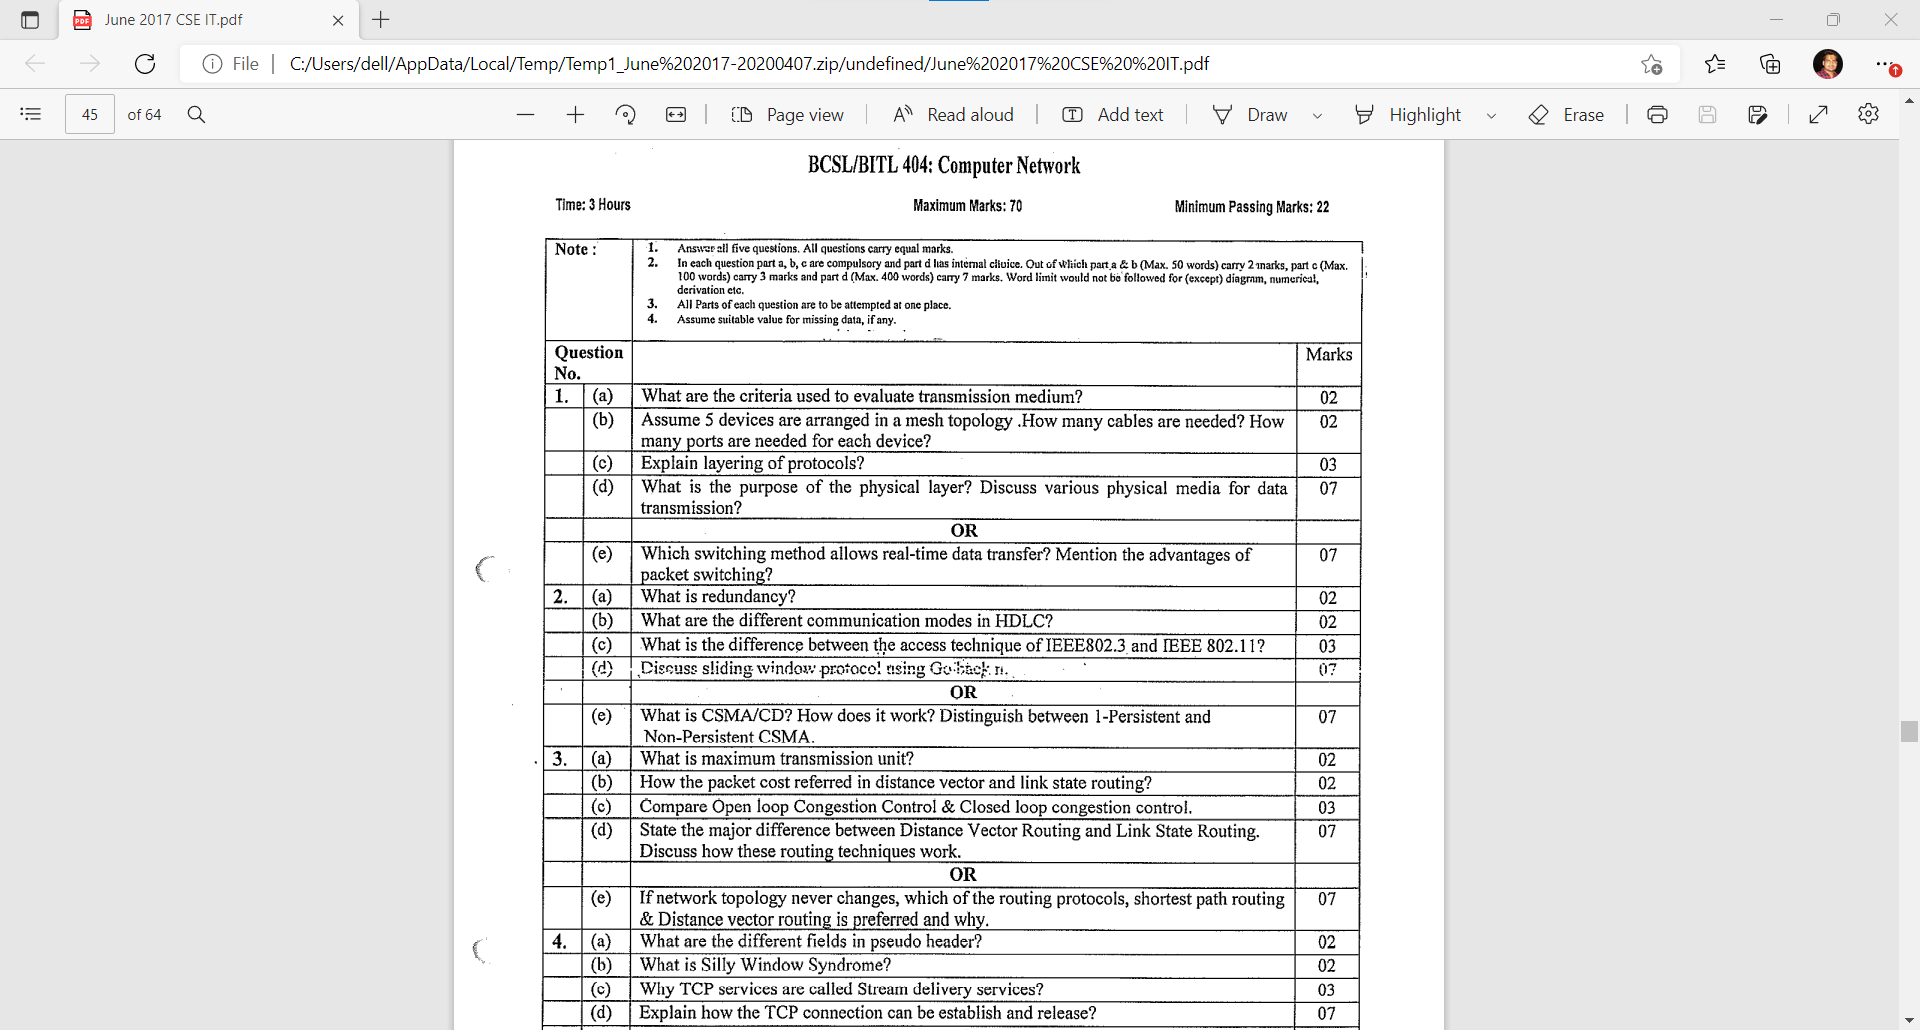 June 2017 CSE IT.pdf
File
C:/Users/dell/AppData/Local/Temp/Temp1_June%202017-20200407.zip/undefined/June%202017%20CSE%20%20IT.pdf
45 of 64
Page view
Read aloud
Add text
Draw
Highlight
Erase
BCSL/BITL 404: Computer Network
Time: 3 Hours Maximum Marks: 70 Minimum Passing Marks: 22
Note : 1. Answer all five questions. All questions carry equal marks.
2. In each question part a, b, c are compulsory and part d has internal choice. Out of which part a & b (Max. 50 words) carry 2 marks, part c (Max.
100 words) carry 3 marks and part d (Max. 400 words) carry 7 marks. Word limit would not be followed for (except) diagram, numerical,
derivation etc.
3. All Parts of each question are to be attempted at one place.
4. Assume suitable value for missing data, if any.
Question Marks
No.
1. (a) What are the criteria used to evaluate transmission medium? 02
(b) Assume 5 devices are arranged in a mesh topology .How many cables are needed? How 02
many ports are needed for each device?
(c) Explain layering of protocols? 03
(d) What is the purpose of the physical layer? Discuss various physical media for data 07
transmission?
OR
(e) Which switching method allows real-time data transfer? Mention the advantages of 07
packet switching?
2. (a) What is redundancy? 02
(b) What are the different communication modes in HDLC? 02
(c) What is the difference between the access technique of IEEE802.3 and IEEE 802.11? 03
(d) Discuss sliding window protocol using Go back n. 07
OR
(e) What is CSMA/CD? How does it work? Distinguish between 1-Persistent and 07
Non-Persistent CSMA.
3. (a) What is maximum transmission unit? 02
(b) How the packet cost referred in distance vector and link state routing? 02
(c) Compare Open loop Congestion Control & Closed loop congestion control. 03
(d) State the major difference between Distance Vector Routing and Link State Routing. 07
Discuss how these routing techniques work.
OR
(e) If network topology never changes, which of the routing protocols, shortest path routing 07
& Distance vector routing is preferred and why.
4. (a) What are the different fields in pseudo header? 02
(b) What is Silly Window Syndrome? 02
(c) Why TCP services are called Stream delivery services? 03
(d) Explain how the TCP connection can be establish and release? 07